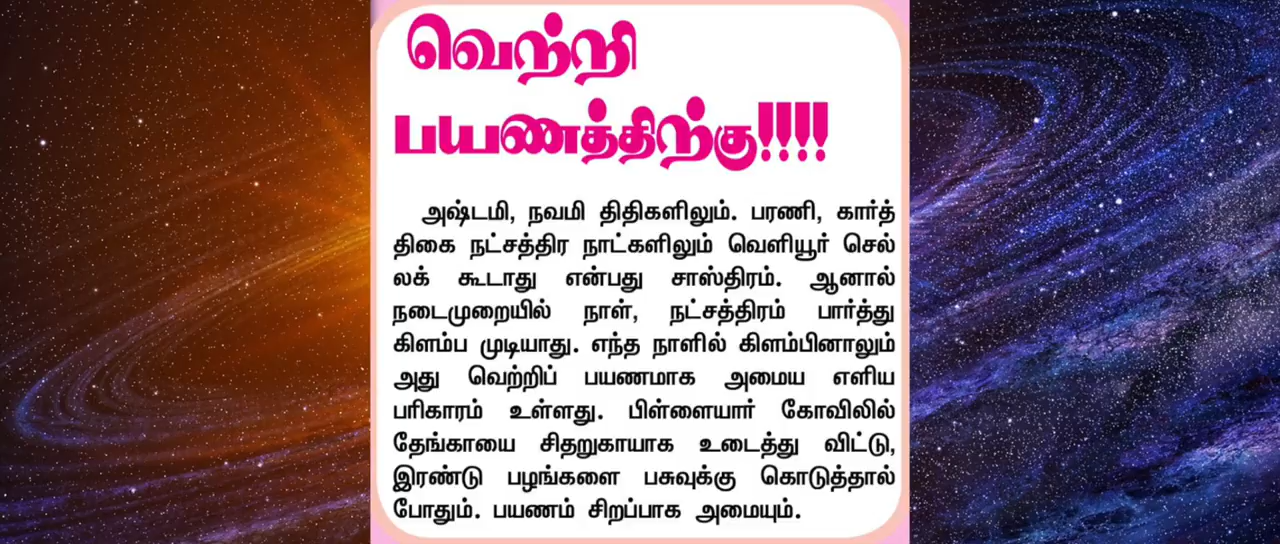 வெற்றி
பயணத்திற்கு!!!!
அஷ்டமி, நவமி திதிகளிலும். பரணி, கார்த்
திகை நட்சத்திர நாட்களிலும் வெளியூர் செல்
லக் கூடாது என்பது சாஸ்திரம். ஆனால்
நடைமுறையில் நாள், நட்சத்திரம் பார்த்து
கிளம்ப முடியாது. எந்த நாளில் கிளம்பினாலும்
அது வெற்றிப் பயணமாக அமைய எளிய
பரிகாரம் உள்ளது. பிள்ளையார் கோவிலில்
தேங்காயை சிதறுகாயாக உடைத்து விட்டு,
இரண்டு பழங்களை பசுவுக்கு கொடுத்தால்
போதும். பயணம் சிறப்பாக அமையும்.